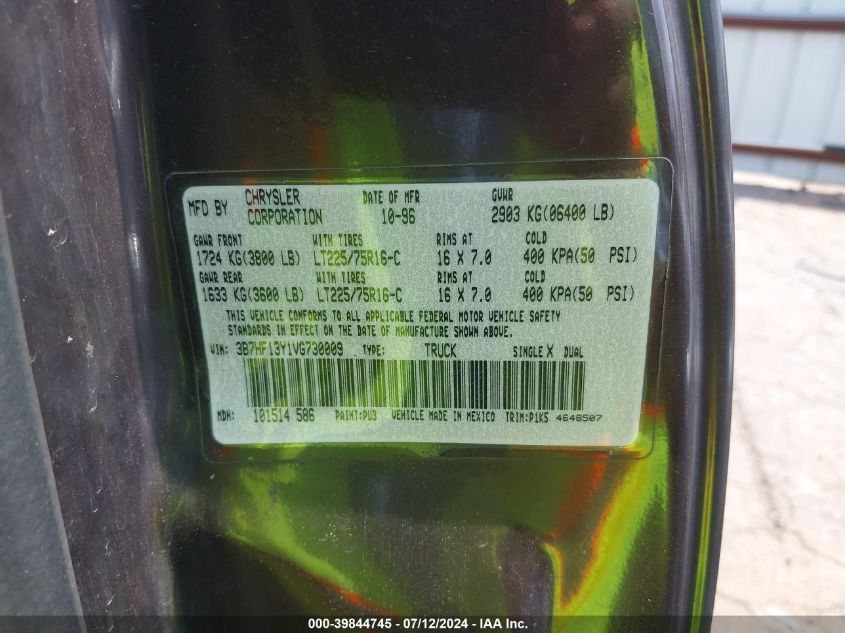 MFD BY CHRYSLER CORPORATION DATE OF MFR 10-96 GVWR 2903 KG(06400 LB)
GAWR FRONT WITH TIRES RIMS AT COLD
1724 KG(3800 LB) LT225/75R16-C 16 X 7.0 400 KPA(50 PSI)
GAWR REAR WITH TIRES RIMS AT COLD
1633 KG(3600 LB) LT225/75R16-C 16 X 7.0 400 KPA(50 PSI)
THIS VEHICLE CONFORMS TO ALL APPLICABLE FEDERAL MOTOR VEHICLE SAFETY
STANDARDS IN EFFECT ON THE DATE OF MANUFACTURE SHOWN ABOVE.
VIN: 3B7HF13Y1VG730009 TYPE: TRUCK SINGLE X DUAL
MDH: 101514 586 PAINT:PU3 VEHICLE MADE IN MEXICO TRIM:P1K5 4648507
000-39844745 - 07/12/2024 - IAA Inc.